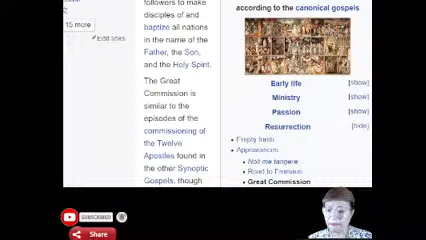 followers to make
disciples of and
baptize all nations
in the name of the
Father, the Son,
and the Holy Spirit.
The Great
Commission is
similar to the
episodes of the
commissioning of
the Twelve
Apostles found in
the other Synoptic
Gospels, though
15 more
Edit links
according to the canonical gospels
Early life [show]
Ministry [show]
Passion [show]
Resurrection [hide]
• Empty tomb
• Appearances
• Noli me tangere
• Road to Emmaus
• Great Commission
SUBSCRIBED
Share